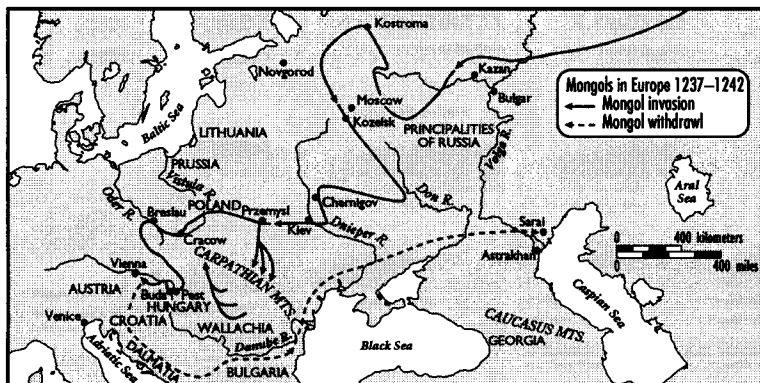 Kostroma
Novgorod
Kazan
Mongols in Europe 1237–1242
Mongol invasion
Mongol withdrawl
Moscow
Bulgar
Kozelsk
Baltic Sea
LITHUANIA
PRINCIPALITIES
OF RUSSIA
Volga R.
PRUSSIA
Vistula R.
Aral
Sea
Oder R.
POLAND
Don R.
Breslau
Przemysl
Chernigov
Cracow
Kiev
Dnieper R.
Sarai
0 400 kilometers
0 400 miles
Astrakhan
Vienna
CARPATHIAN MTS.
AUSTRIA
Buda Pest
HUNGARY
Caspian Sea
Venice
CROATIA
WALLACHIA
CAUCASUS MTS.
Adriatic Sea
DALMATIA
Danube R.
Black Sea
GEORGIA
BULGARIA